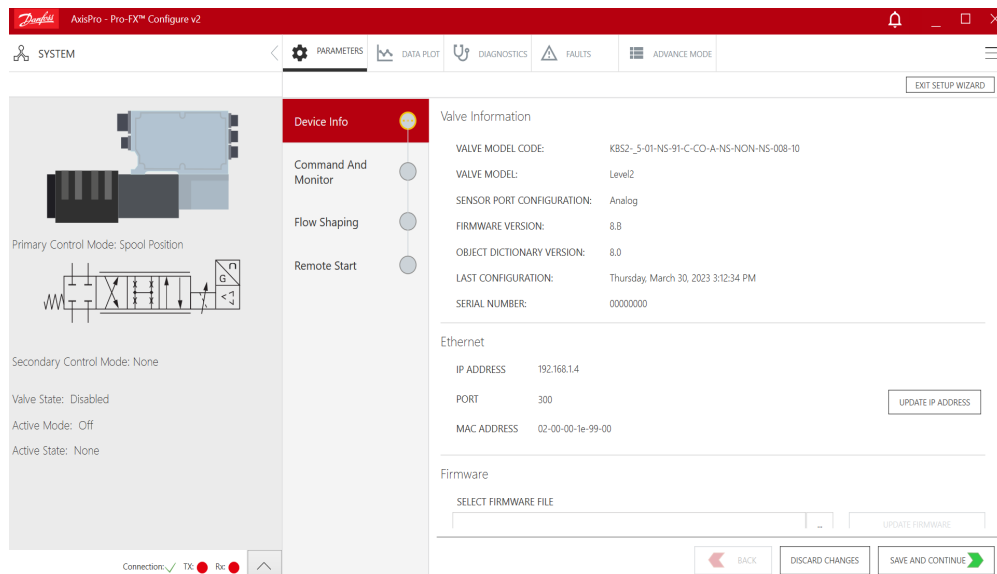 Danfoss
AxisPro - Pro-FX™ Configure v2
SYSTEM
PARAMETERS
DATA PLOT
DIAGNOSTICS
FAULTS
ADVANCE MODE
EXIT SETUP WIZARD
Primary Control Mode: Spool Position
G
Secondary Control Mode: None
Valve State: Disabled
Active Mode: Off
Active State: None
Connection: TX: Rx:
Device Info
Command And
Monitor
Flow Shaping
Remote Start
Valve Information
VALVE MODEL CODE: KBS2-_5-01-NS-91-C-CO-A-NS-NON-NS-008-10
VALVE MODEL: Level2
SENSOR PORT CONFIGURATION: Analog
FIRMWARE VERSION: 8.B
OBJECT DICTIONARY VERSION: 8.0
LAST CONFIGURATION: Thursday, March 30, 2023 3:12:34 PM
SERIAL NUMBER: 00000000
Ethernet
IP ADDRESS 192.168.1.4
PORT 300
UPDATE IP ADDRESS
MAC ADDRESS 02-00-00-1e-99-00
Firmware
SELECT FIRMWARE FILE
..
UPDATE FIRMWARE
BACK
DISCARD CHANGES
SAVE AND CONTINUE